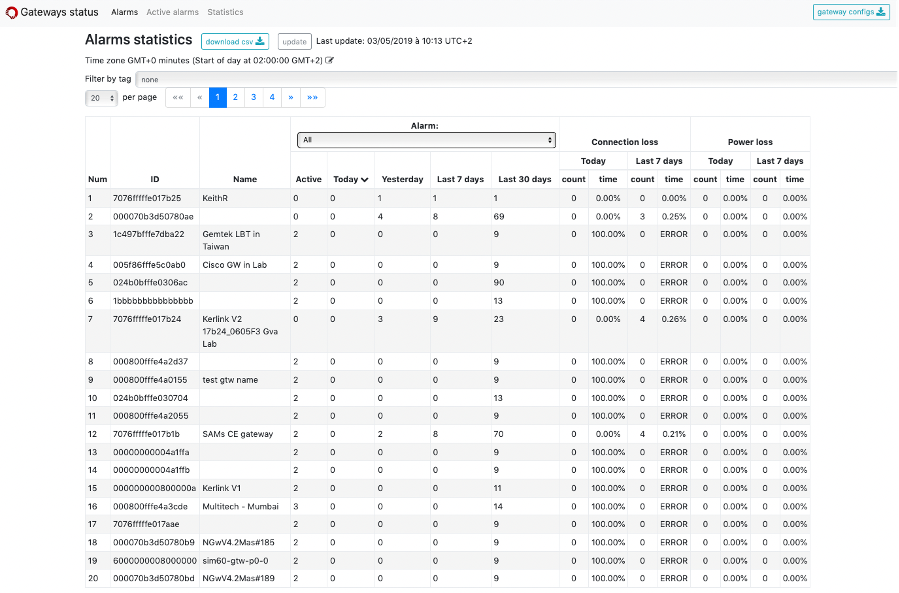 Gateways status Alarms Active alarms Statistics gateway configs
Alarms statistics download csv update Last update: 03/05/2019 à 10:13 UTC+2
Time zone GMT+0 minutes (Start of day at 02:00:00 GMT+2)
Filter by tag none
20 per page «« « 1 2 3 4 » »»
Alarm:
All
Connection loss Power loss
Today Last 7 days Today Last 7 days
Num ID Name Active Today Yesterday Last 7 days Last 30 days count time count time count time count time
1 7076fffffe017b25 KeithR 0 0 1 1 1 0 0.00% 0 0.00% 0 0.00% 0 0.00%
2 000070b3d50780ae 0 0 4 8 69 0 0.00% 3 0.25% 0 0.00% 0 0.00%
3 1c497bfffe7dba22 Gemtek LBT in 2 0 0 0 9 0 100.00% 0 ERROR 0 0.00% 0 0.00%
Taiwan
4 005f86fffe5c0ab0 Cisco GW in Lab 2 0 0 0 9 0 100.00% 0 ERROR 0 0.00% 0 0.00%
5 024b0bfffe0306ac 2 0 0 0 90 0 100.00% 0 ERROR 0 0.00% 0 0.00%
6 1bbbbbbbbbbbbbbb 2 0 0 0 13 0 100.00% 0 ERROR 0 0.00% 0 0.00%
7 7076fffffe017b24 Kerlink V2 0 0 3 9 23 0 0.00% 4 0.26% 0 0.00% 0 0.00%
17b24_0605F3 Gva
Lab
8 000800fffe4a2d37 2 0 0 0 9 0 100.00% 0 ERROR 0 0.00% 0 0.00%
9 000800fffe4a0155 test gtw name 2 0 0 0 9 0 100.00% 0 ERROR 0 0.00% 0 0.00%
10 024b0bfffe030704 2 0 0 0 13 0 100.00% 0 ERROR 0 0.00% 0 0.00%
11 000800fffe4a2055 2 0 0 0 9 0 100.00% 0 ERROR 0 0.00% 0 0.00%
12 7076fffffe017b1b SAMs CE gateway 2 0 2 8 70 0 0.00% 4 0.21% 0 0.00% 0 0.00%
13 00000000004a1ffa 2 0 0 0 9 0 100.00% 0 ERROR 0 0.00% 0 0.00%
14 00000000004a1ffb 2 0 0 0 9 0 100.00% 0 ERROR 0 0.00% 0 0.00%
15 000000000800000a Kerlink V1 2 0 0 0 11 0 100.00% 0 ERROR 0 0.00% 0 0.00%
16 000800fffe4a3cde Multitech - Mumbai 3 0 0 0 14 0 100.00% 0 ERROR 0 0.00% 0 0.00%
17 7076fffffe017aae 2 0 0 0 9 0 100.00% 0 ERROR 0 0.00% 0 0.00%
18 000070b3d50780b9 NGwV4.2Mas#185 2 0 0 0 9 0 100.00% 0 ERROR 0 0.00% 0 0.00%
19 6000000008000000 sim60-gtw-p0-0 2 0 0 0 9 0 100.00% 0 ERROR 0 0.00% 0 0.00%
20 000070b3d50780bd NGwV4.2Mas#189 2 0 0 0 9 0 100.00% 0 ERROR 0 0.00% 0 0.00%